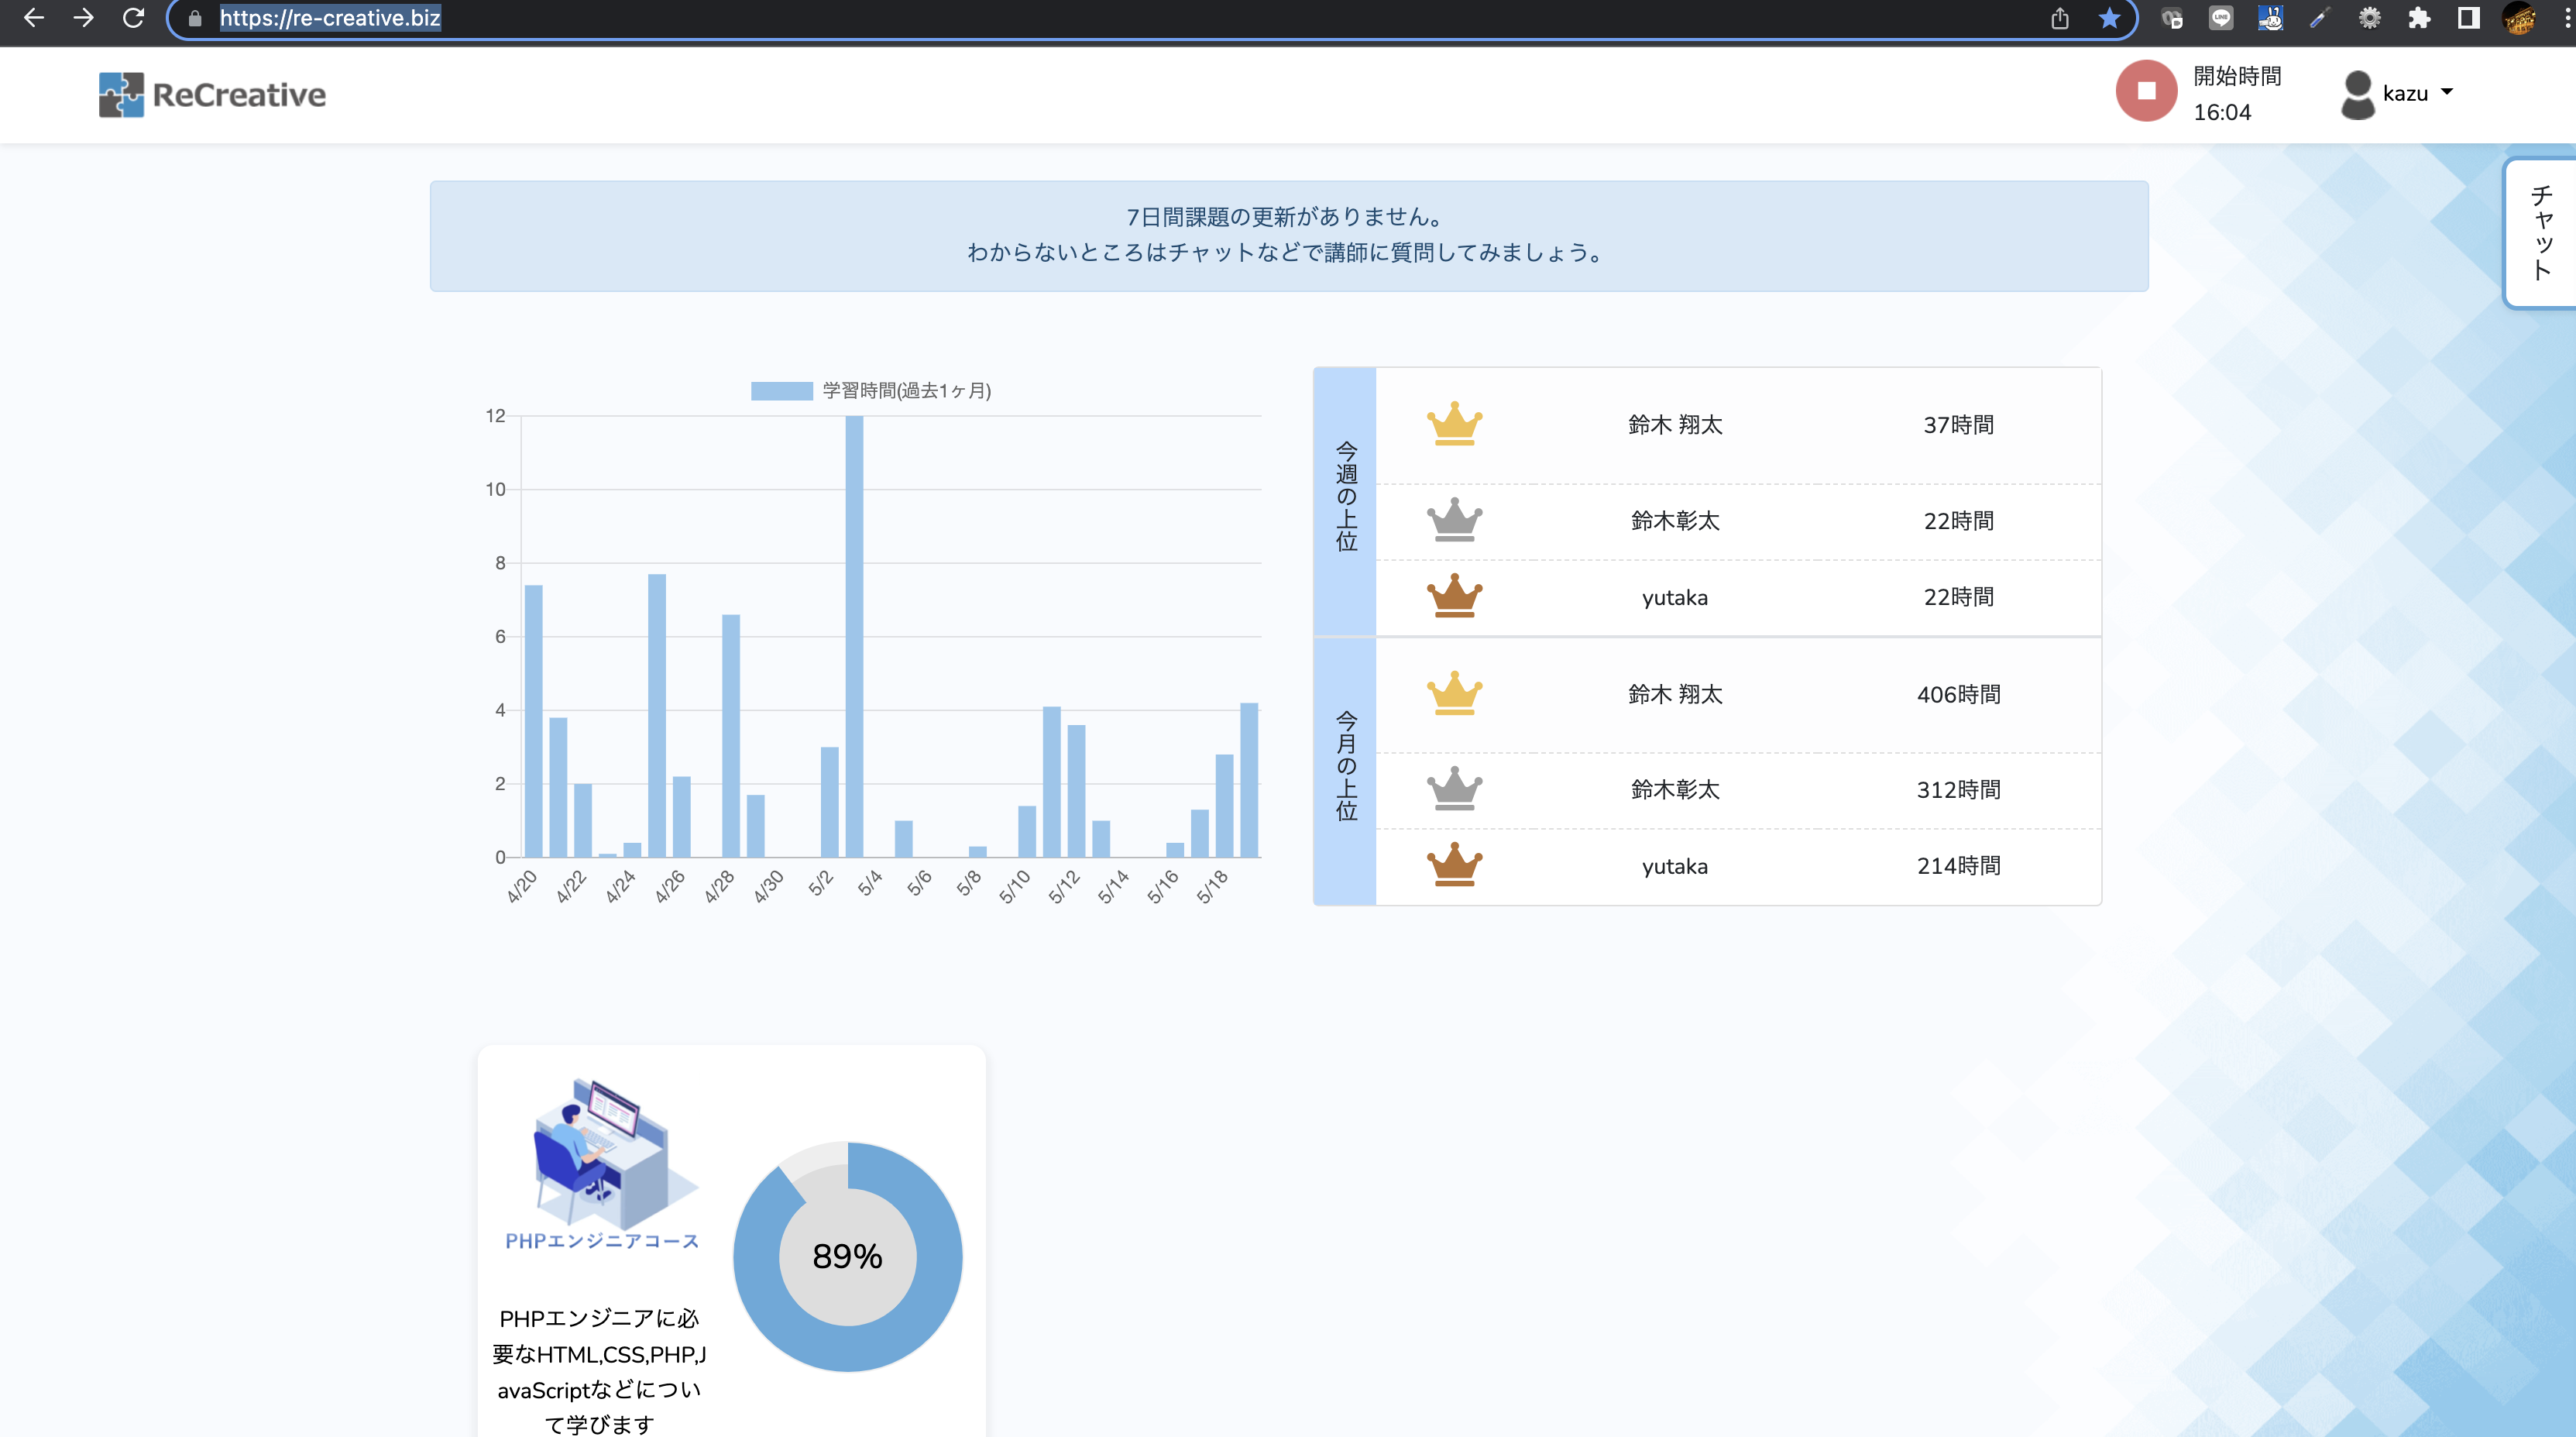 https://re-creative.biz
ReCreative
開始時間
16:04
kazu
チャット
7日間課題の更新がありません。
わからないところはチャットなどで講師に質問してみましょう。
学習時間(過去1ヶ月)
12
10
8
6
4
2
0
4/20
4/22
4/24
4/26
4/28
4/30
5/2
5/4
5/6
5/8
5/10
5/12
5/14
5/16
5/18
今週の上位
鈴木 翔太 37時間
鈴木彰太 22時間
yutaka 22時間
今月の上位
鈴木 翔太 406時間
鈴木彰太 312時間
yutaka 214時間
PHPエンジニアコース
89%
PHPエンジニアに必
要なHTML,CSS,PHP,J
avaScriptなどについ
て学びます